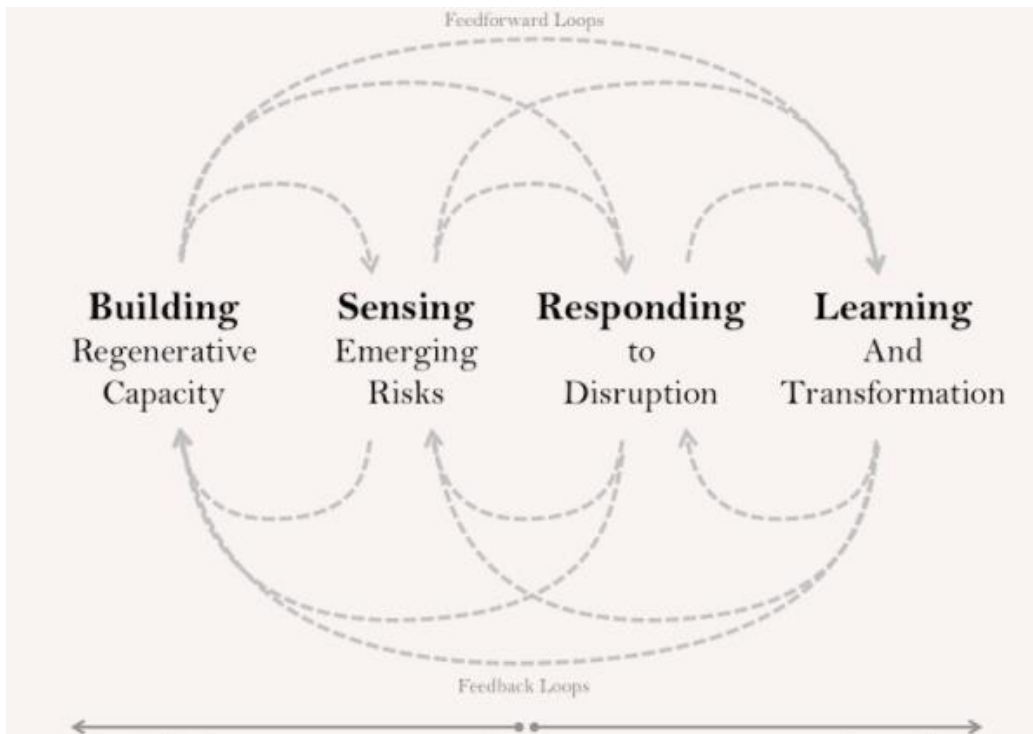 Feedforward Loops
Building
Regenerative
Capacity
Sensing
Emerging
Risks
Responding
to
Disruption
Learning
And
Transformation
Feedback Loops